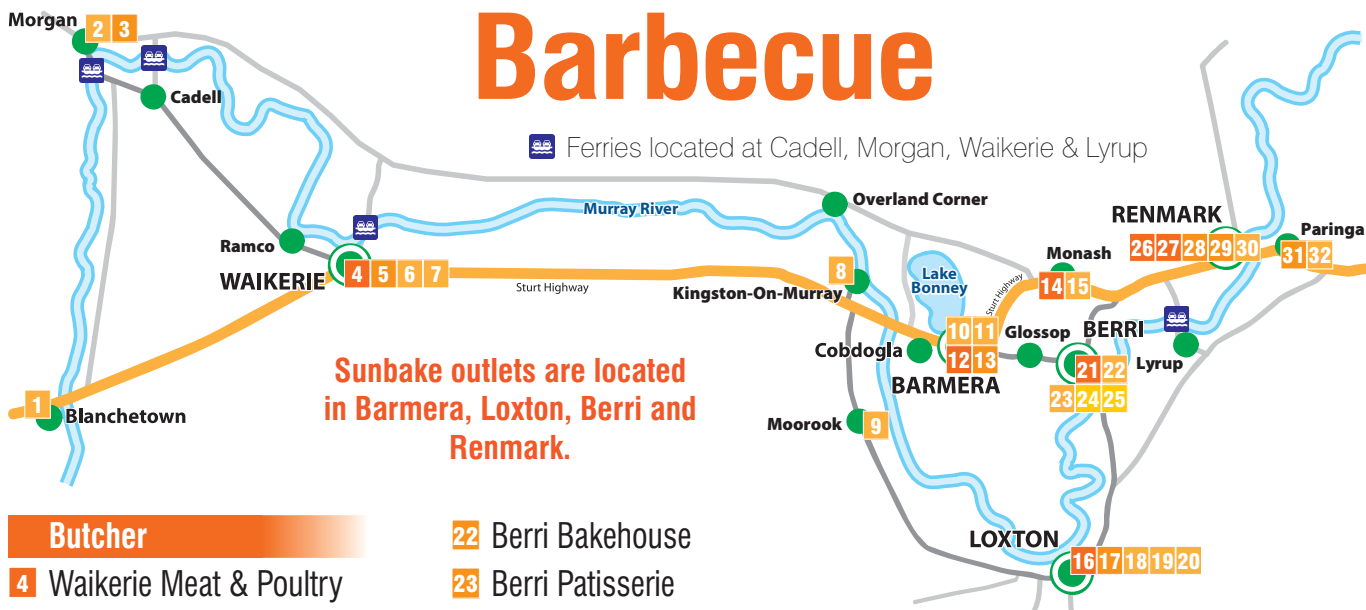 Barbecue
Ferries located at Cadell, Morgan, Waikerie & Lyrup
Morgan
2 3
Cadell
Ramco
WAIKERIE
4 5 6 7
Sturt Highway
Murray River
Overland Corner
8
Kingston-On-Murray
Lake
Bonney
Sturt Highway
Monash
14 15
RENMARK
26 27 28 29 30
Paringa
31 32
10 11
12 13
Cobdogla
BARMERA
Glossop
BERRI
21 22
23 24 25
Lyrup
1
Blanchetown
Moorook
9
LOXTON
16 17 18 19 20
Sunbake outlets are located
in Barmera, Loxton, Berri and
Renmark.
Butcher
4 Waikerie Meat & Poultry
22 Berri Bakehouse
23 Berri Patisserie